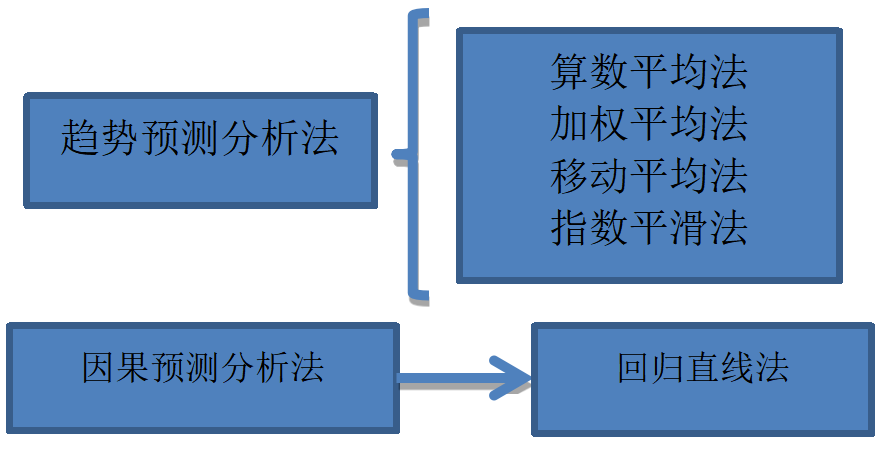 趋势预测分析法
算数平均法
加权平均法
移动平均法
指数平滑法
因果预测分析法
回归直线法